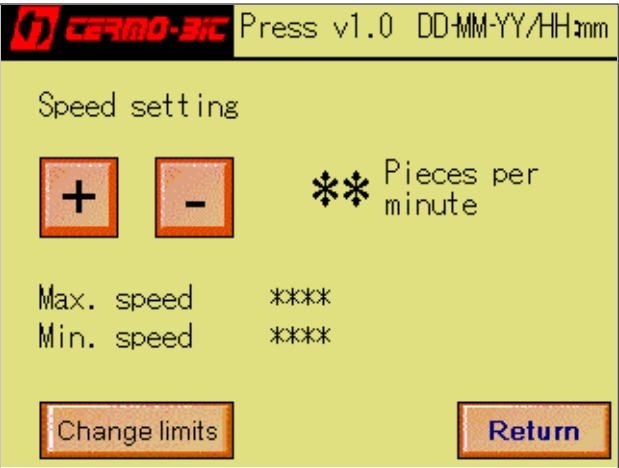 CERMO-BIC Press v1.0 DD-MM-YY/HH:mm
Speed setting
+ - ** Pieces per
minute
Max. speed ****
Min. speed ****
Change limits Return